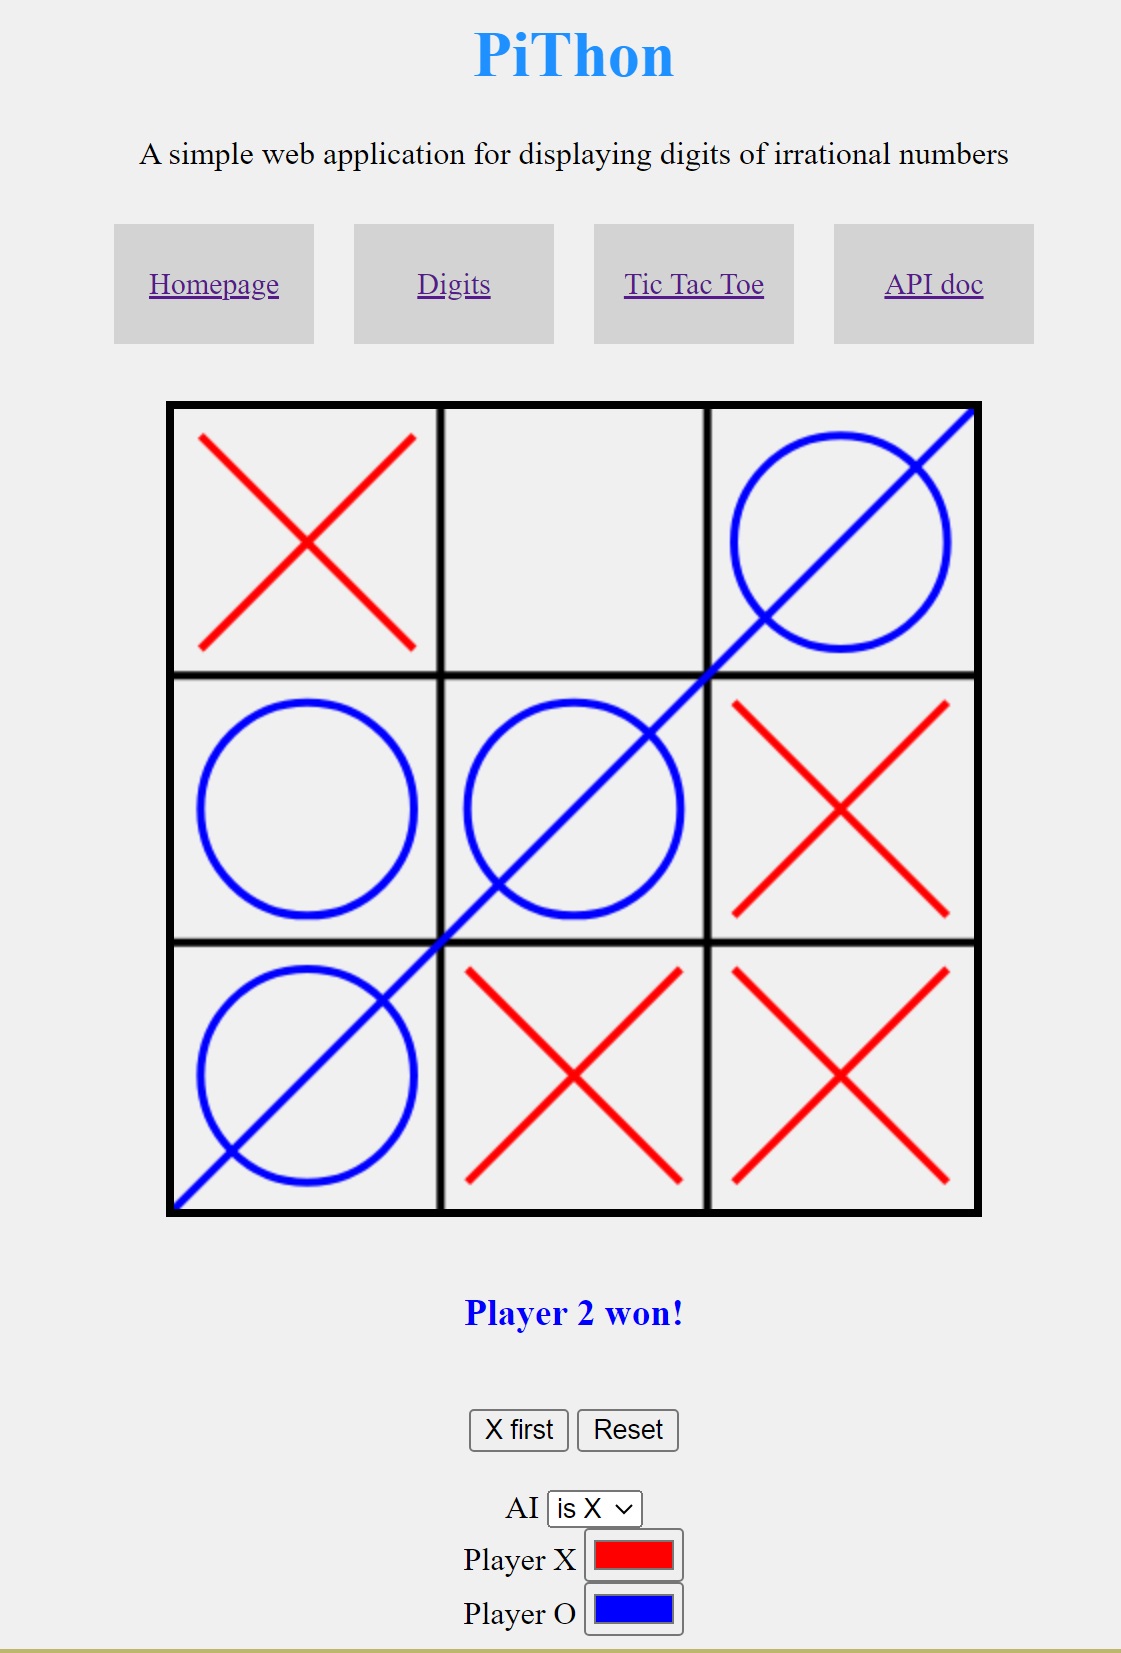 PiThon
A simple web application for displaying digits of irrational numbers
Homepage
Digits
Tic Tac Toe
API doc
Player 2 won!
X first
Reset
AI is X
Player X
Player O